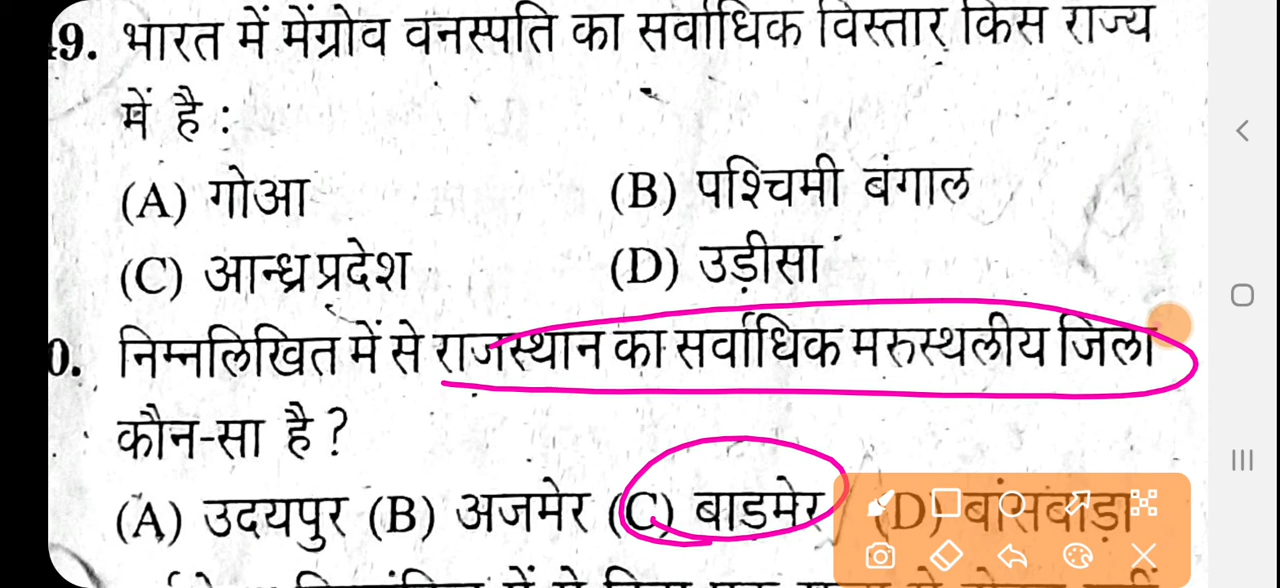 9. भारत में मेंग्रोव वनस्पति का सर्वाधिक विस्तार किस राज्य
में है :
(A) गोआ (B) पश्चिमी बंगाल
(C) आन्ध्रप्रदेश (D) उड़ीसा
0. निम्नलिखित में से राजस्थान का सर्वाधिक मरुस्थलीय जिला
कौन-सा है ?
(A) उदयपुर (B) अजमेर (C) बाडमेर (D) बांसवाड़ा